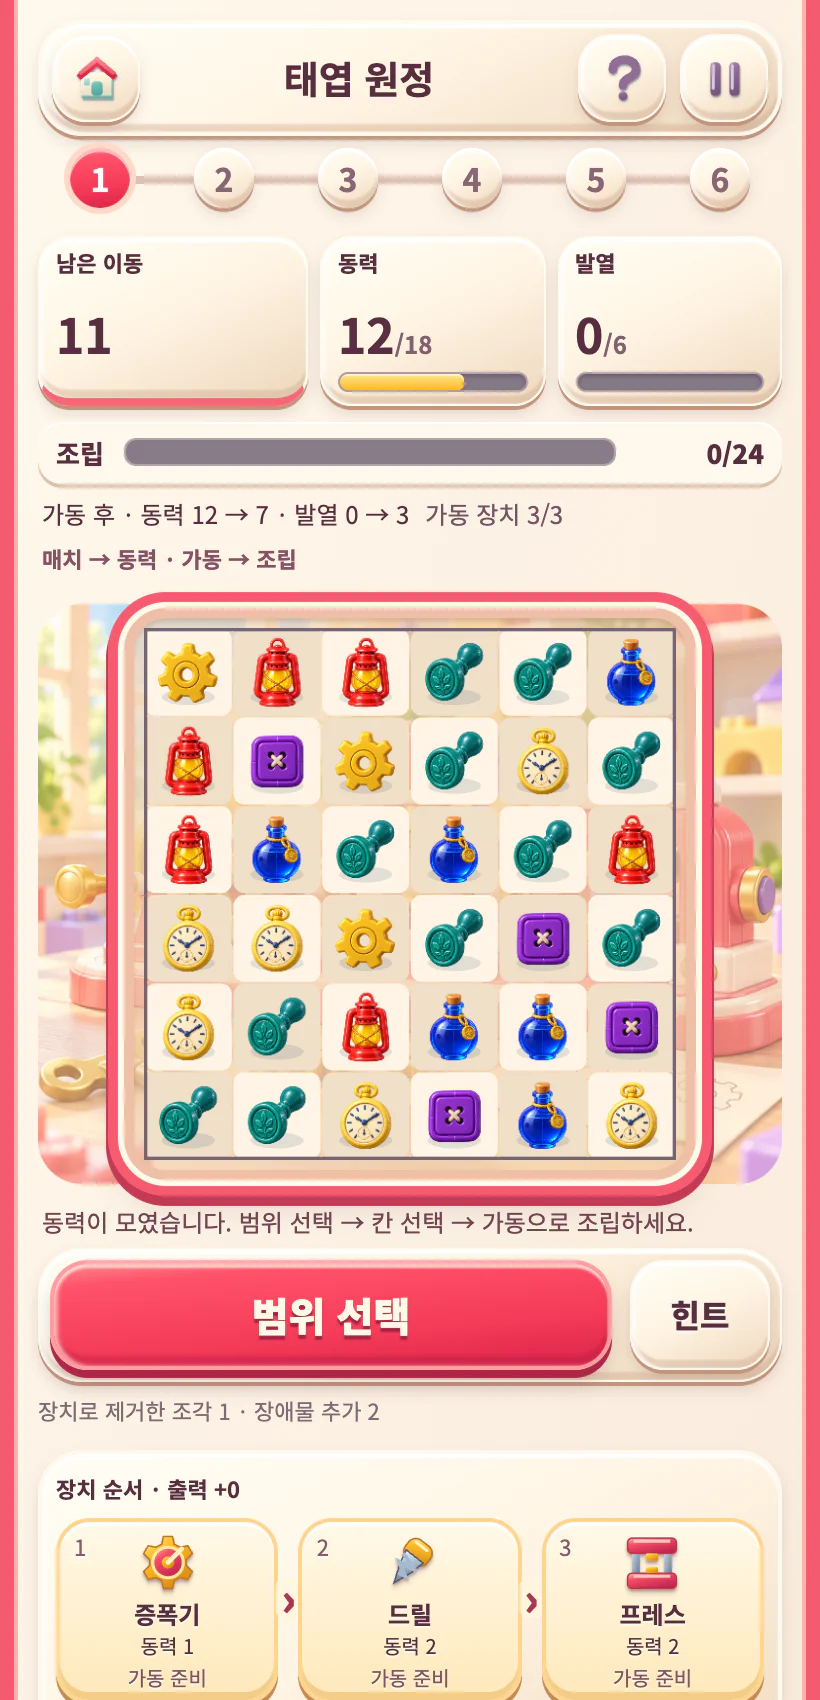 태엽 원정
1 2 3 4 5 6
남은 이동
11
동력
12/18
발열
0/6
조립 0/24
가동 후 · 동력 12 → 7 · 발열 0 → 3 가동 장치 3/3
매치 → 동력 · 가동 → 조립
동력이 모였습니다. 범위 선택 → 칸 선택 → 가동으로 조립하세요.
범위 선택
힌트
장치로 제거한 조각 1 · 장애물 추가 2
장치 순서 · 출력 +0
1
증폭기
동력 1
가동 준비
2
드릴
동력 2
가동 준비
3
프레스
동력 2
가동 준비